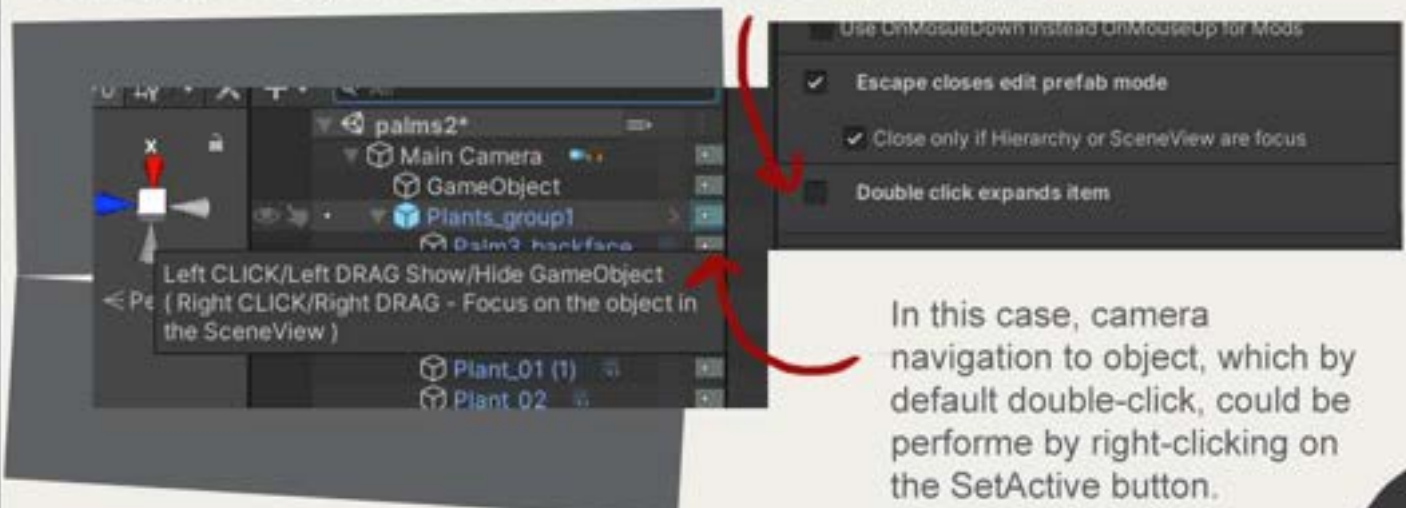 Use OnMosueDown instead OnMouseUp for Mods
Escape closes edit prefab mode
Close only if Hierarchy or SceneView are focus
Double click expands item
All
palms2*
x
Main Camera
GameObject
Plants_group1
Palm3_backface
Left CLICK/Left DRAG Show/Hide GameObject
( Right CLICK/Right DRAG - Focus on the object in
the SceneView )
Plant_01 (1)
Plant_02
In this case, camera
navigation to object, which by
default double-click, could be
performe by right-clicking on
the SetActive button.